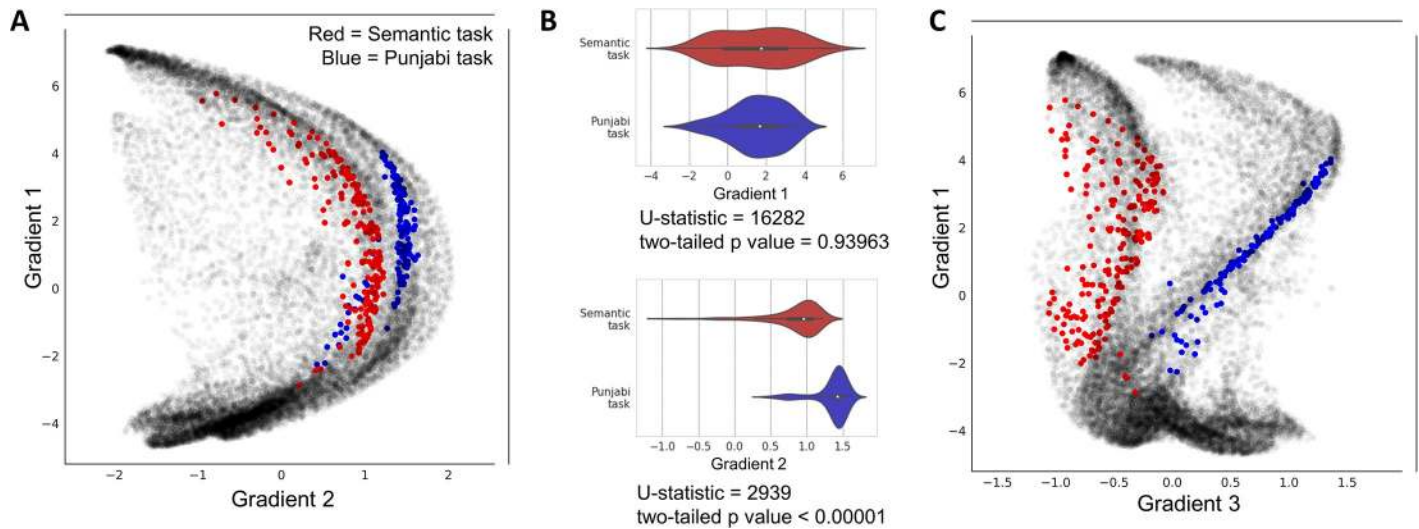 A
Red = Semantic task
Blue = Punjabi task
6
4
2
0
−2
−4
Gradient 1
−2
−1
0
1
2
Gradient 2
B
Semantic
task
Punjabi
task
−4
−2
0
2
4
6
Gradient 1
U-statistic = 16282
two-tailed p value = 0.93963
Semantic
task
Punjabi
task
−1.0
−0.5
0.0
0.5
1.0
1.5
Gradient 2
U-statistic = 2939
two-tailed p value < 0.00001
C
6
4
2
0
−2
−4
Gradient 1
−1.5
−1.0
−0.5
0.0
0.5
1.0
1.5
Gradient 3